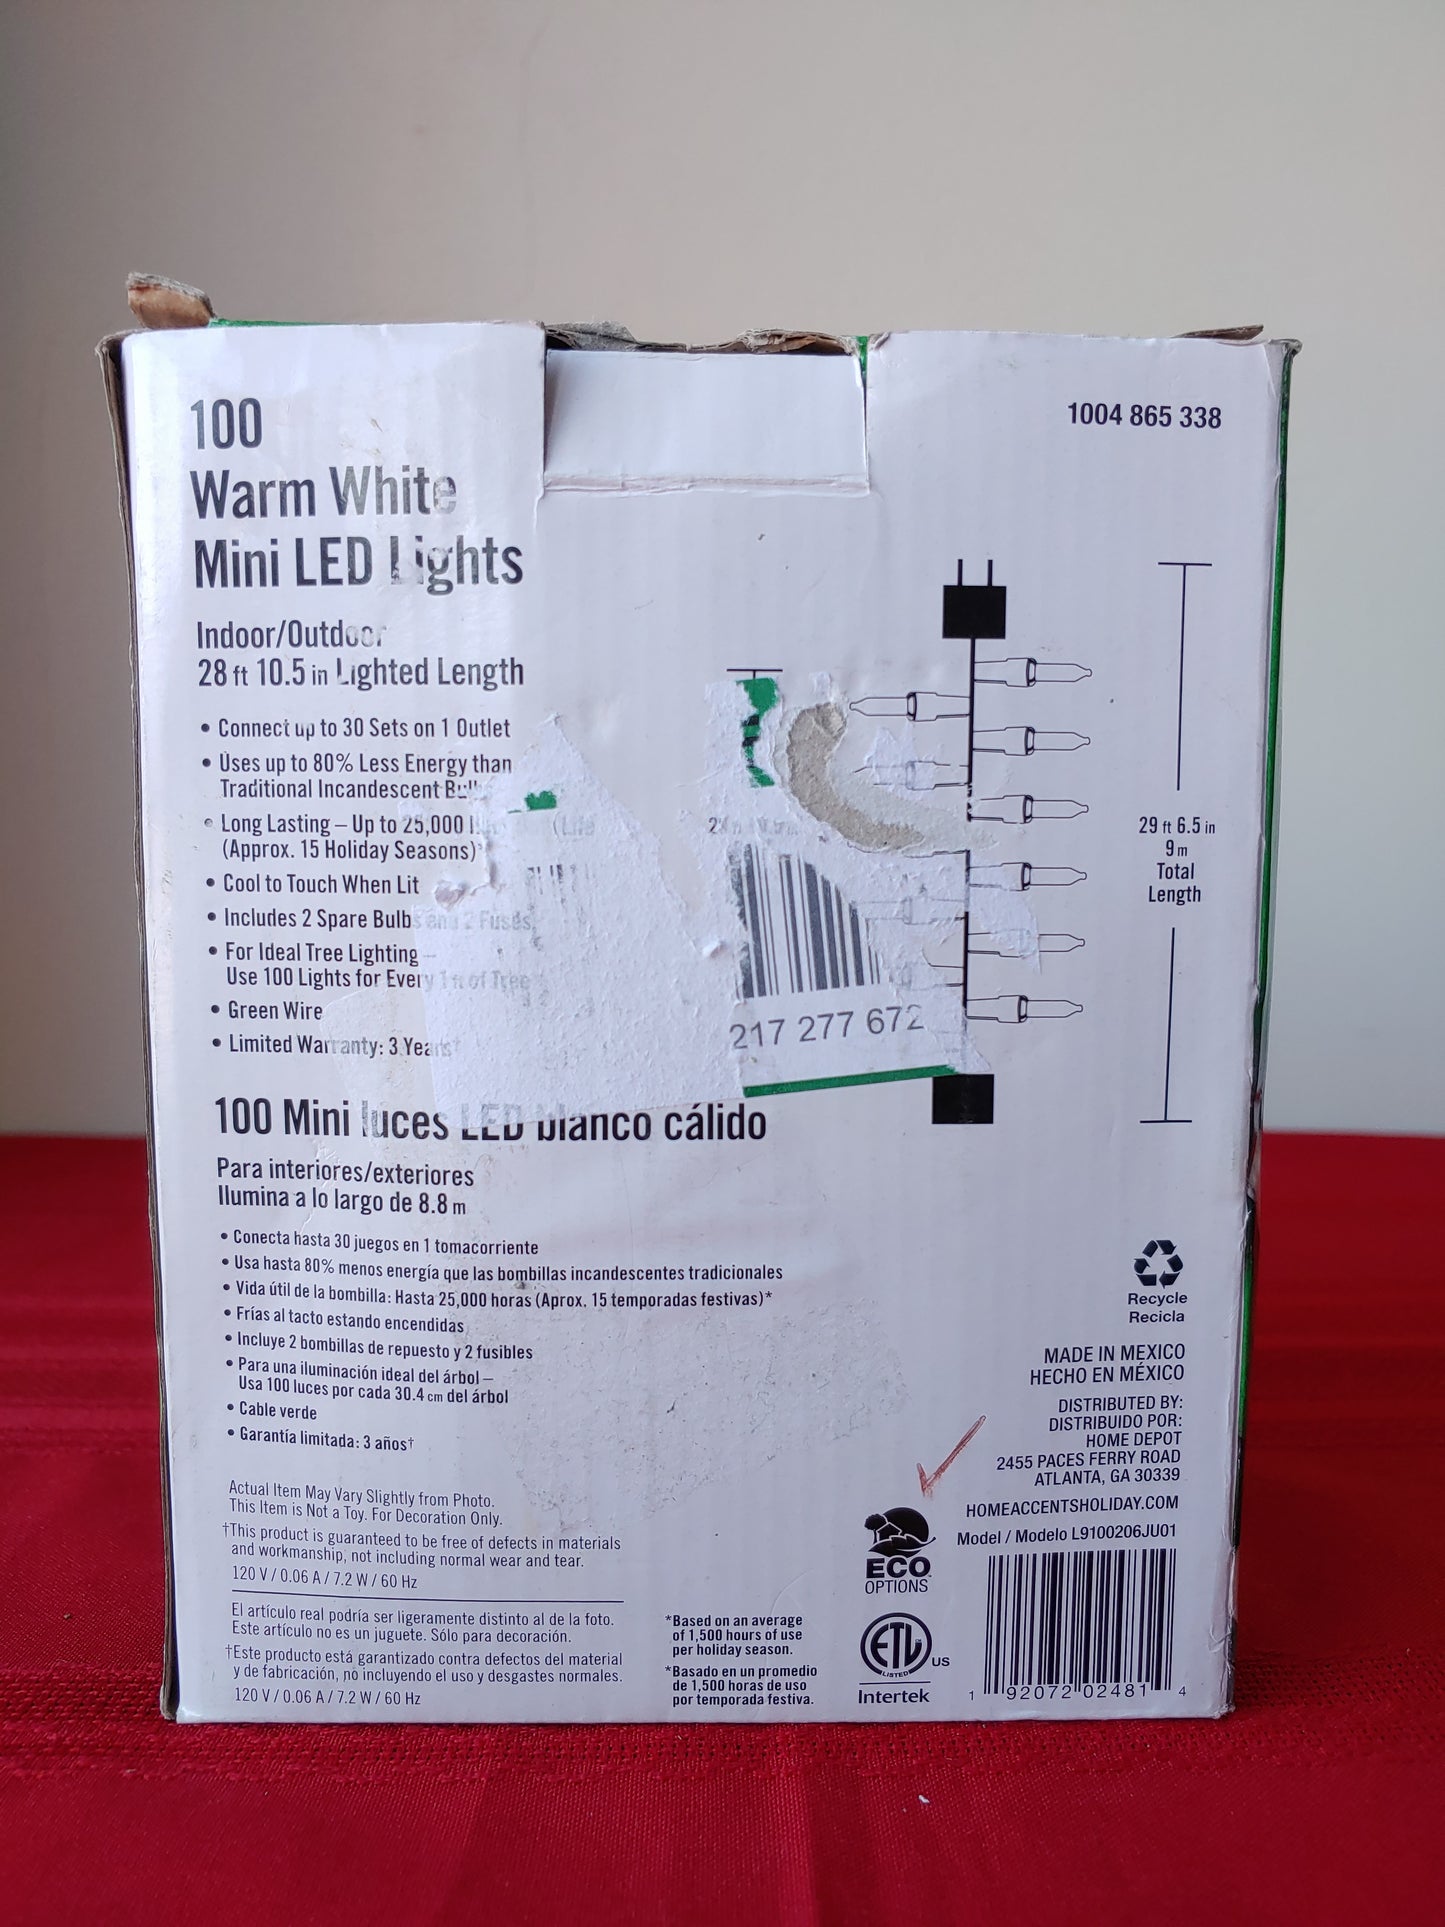 100
Warm White
Mini LED Lights
Indoor/Outdoor
28 ft 10.5 in Lighted Length
• Connect up to 30 Sets on 1 Outlet
• Uses up to 80% Less Energy than
Traditional Incandescent
• Long Lasting – Up to 25,000
(Approx. 15 Holiday Seasons)*
• Cool to Touch When Lit
• Includes 2 Spare Bulbs and 2 Fuses
• For Ideal Tree Lighting –
Use 100 Lights for Every 1 ft of Tree
• Green Wire
• Limited Warranty: 3 Years†
1004 865 338
29 ft 6.5 in
9 m
Total
Length
217 277 672
100 Mini luces LED blanco cálido
Para interiores/exteriores
Ilumina a lo largo de 8.8 m
• Conecta hasta 30 juegos en 1 tomacorriente
• Usa hasta 80% menos energía que las bombillas incandescentes tradicionales
• Vida útil de la bombilla: Hasta 25,000 horas (Aprox. 15 temporadas festivas)*
• Frías al tacto estando encendidas
• Incluye 2 bombillas de repuesto y 2 fusibles
• Para una iluminación ideal del árbol –
Usa 100 luces por cada 30.4 cm del árbol
• Cable verde
• Garantía limitada: 3 años†
Actual Item May Vary Slightly from Photo.
This Item is Not a Toy. For Decoration Only.
†This product is guaranteed to be free of defects in materials
and workmanship, not including normal wear and tear.
120 V / 0.06 A / 7.2 W / 60 Hz
El artículo real podría ser ligeramente distinto al de la foto.
Este artículo no es un juguete. Sólo para decoración.
†Este producto está garantizado contra defectos del material
y de fabricación, no incluyendo el uso y desgastes normales.
120 V / 0.06 A / 7.2 W / 60 Hz
*Based on an average
of 1,500 hours of use
per holiday season.
*Basado en un promedio
de 1,500 horas de uso
por temporada festiva.
Recycle
Recicla
MADE IN MEXICO
HECHO EN MÉXICO
DISTRIBUTED BY:
DISTRIBUIDO POR:
HOME DEPOT
2455 PACES FERRY ROAD
ATLANTA, GA 30339
HOMEACCENTSHOLIDAY.COM
Model / Modelo L9100206JU01
ECO
OPTIONS
ETL
LISTED
US
Intertek
1 92072 02481 4